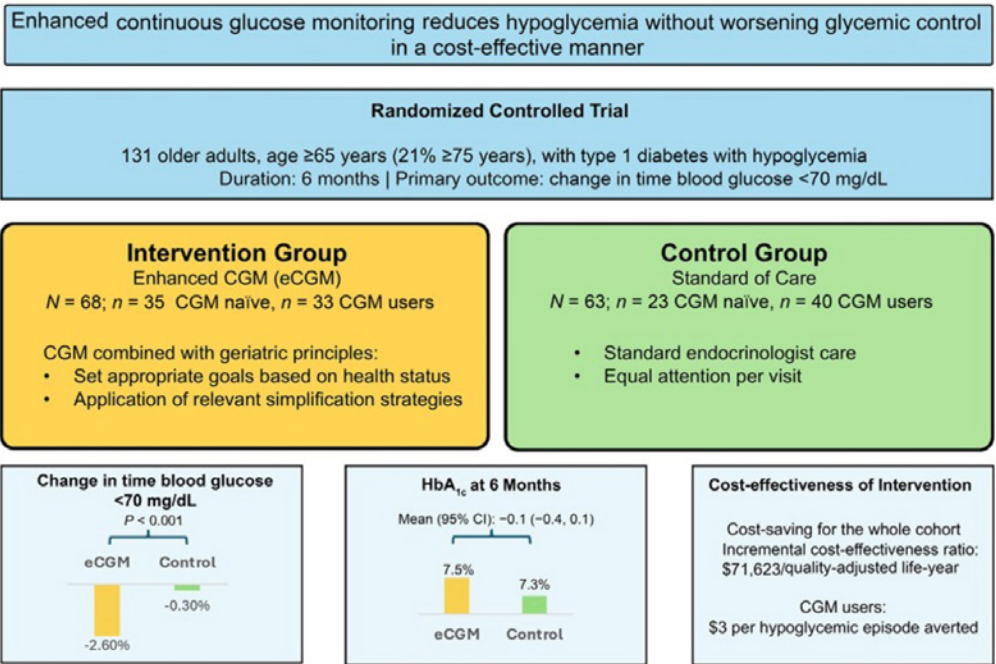 Enhanced continuous glucose monitoring reduces hypoglycemia without worsening glycemic control
in a cost-effective manner
Randomized Controlled Trial
131 older adults, age ≥65 years (21% ≥75 years), with type 1 diabetes with hypoglycemia
Duration: 6 months | Primary outcome: change in time blood glucose <70 mg/dL
Intervention Group
Enhanced CGM (eCGM)
N = 68; n = 35 CGM naïve, n = 33 CGM users
CGM combined with geriatric principles:
• Set appropriate goals based on health status
• Application of relevant simplification strategies
Control Group
Standard of Care
N = 63; n = 23 CGM naïve, n = 40 CGM users
• Standard endocrinologist care
• Equal attention per visit
Change in time blood glucose
<70 mg/dL
P < 0.001
eCGM Control
-0.30%
-2.60%
HbA1c at 6 Months
Mean (95% CI): −0.1 (−0.4, 0.1)
7.5%
7.3%
eCGM Control
Cost-effectiveness of Intervention
Cost-saving for the whole cohort
Incremental cost-effectiveness ratio:
$71,623/quality-adjusted life-year
CGM users:
$3 per hypoglycemic episode averted